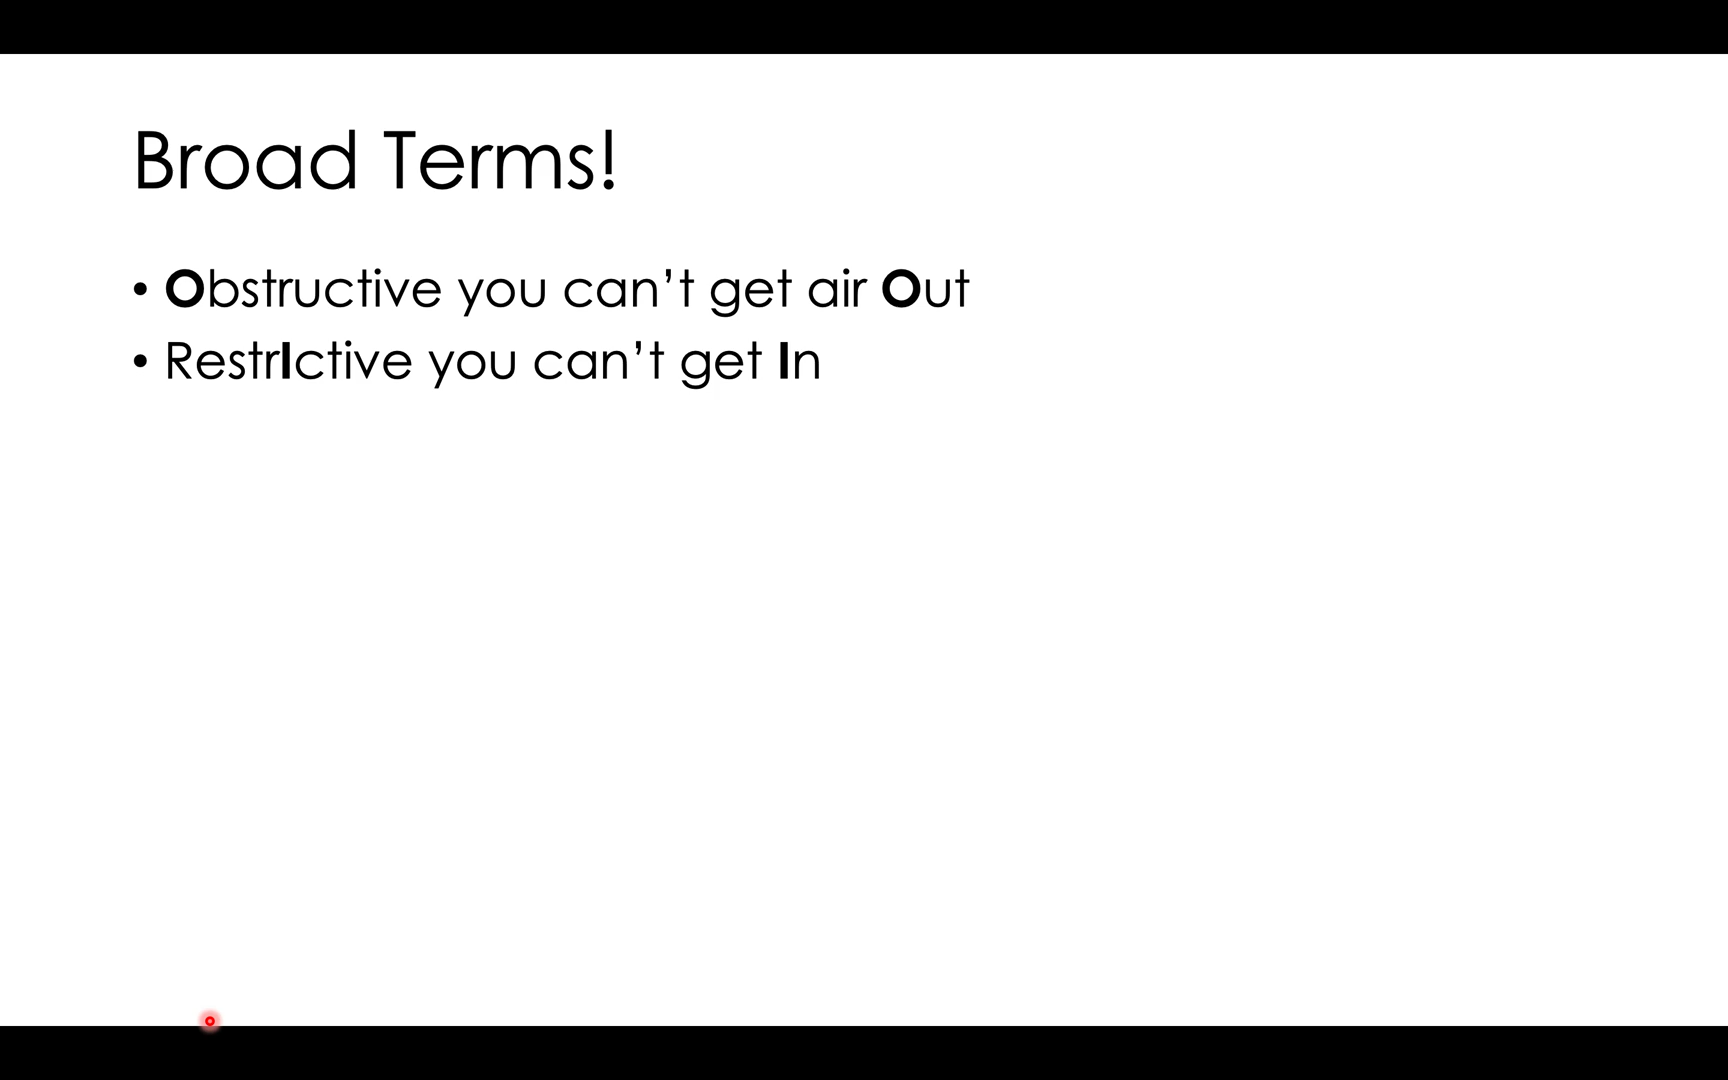 Broad Terms!
• Obstructive you can’t get air Out
• RestrIctive you can’t get In